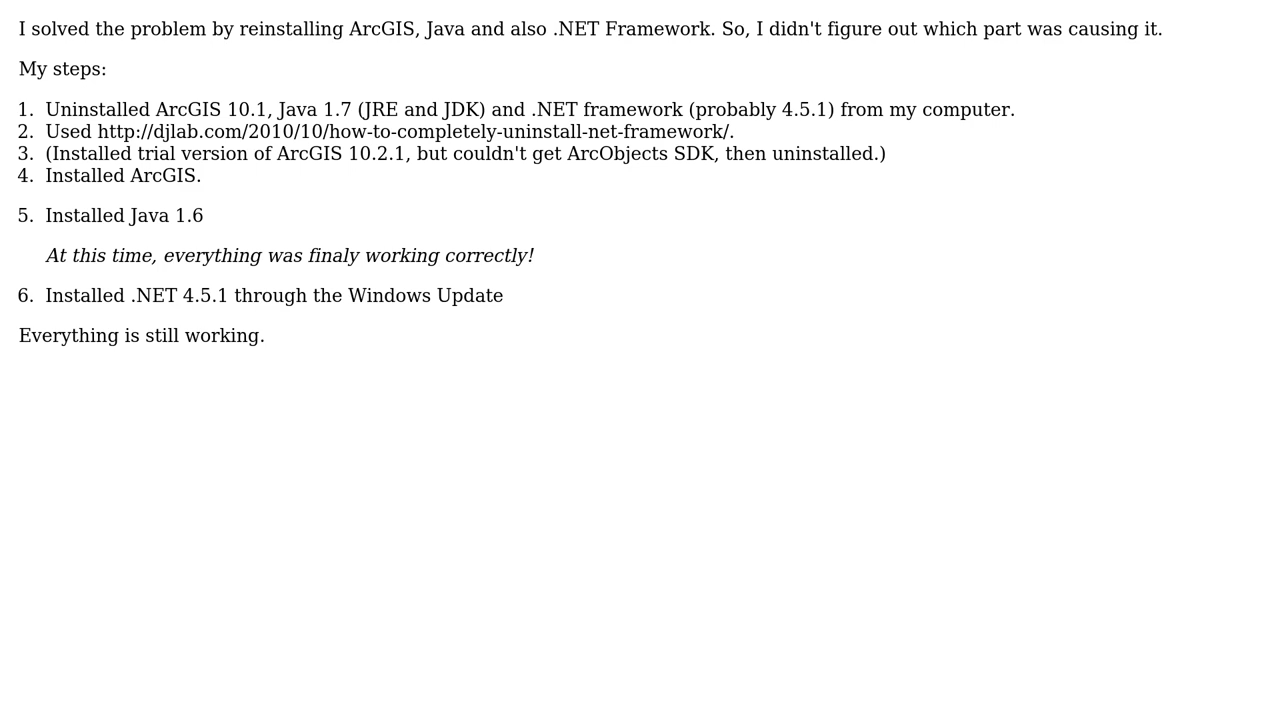 I solved the problem by reinstalling ArcGIS, Java and also .NET Framework. So, I didn't figure out which part was causing it.
My steps:
1. Uninstalled ArcGIS 10.1, Java 1.7 (JRE and JDK) and .NET framework (probably 4.5.1) from my computer.
2. Used http://djlab.com/2010/10/how-to-completely-uninstall-net-framework/.
3. (Installed trial version of ArcGIS 10.2.1, but couldn't get ArcObjects SDK, then uninstalled.)
4. Installed ArcGIS.
5. Installed Java 1.6
At this time, everything was finaly working correctly!
6. Installed .NET 4.5.1 through the Windows Update
Everything is still working.